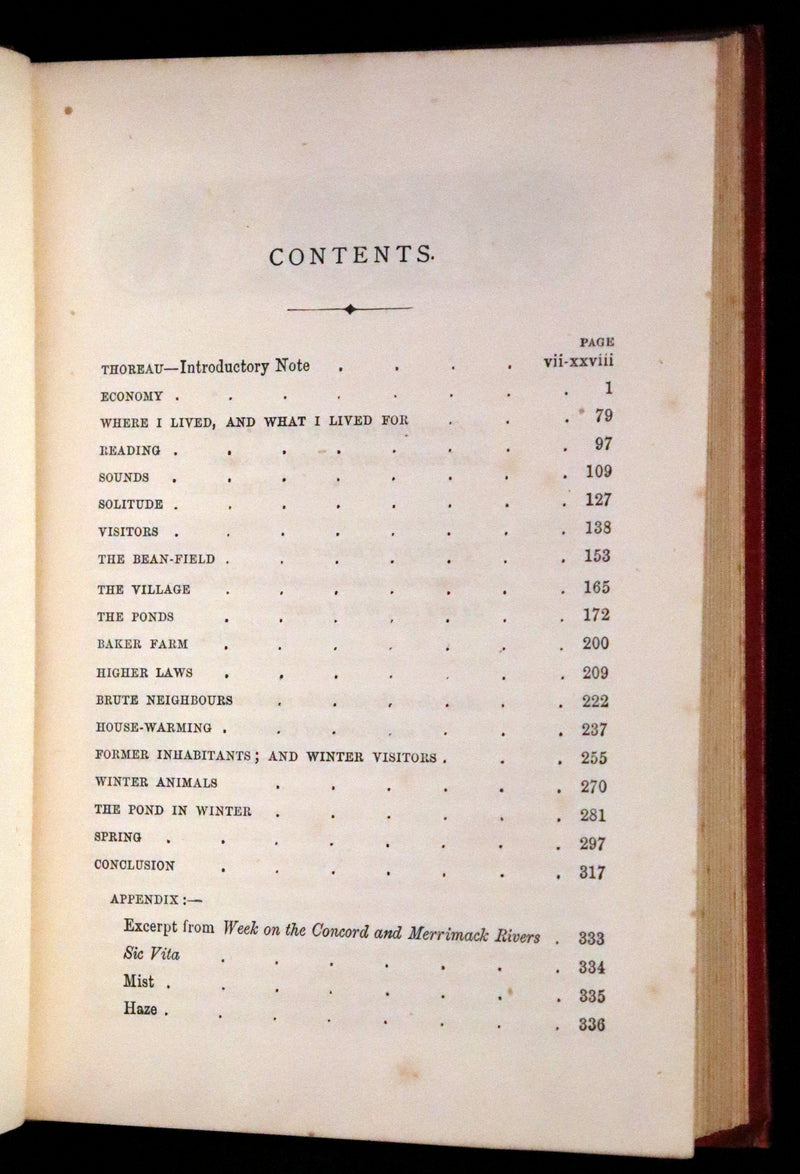 CONTENTS.
PAGE
THOREAU—Introductory Note . . . . vii-xxviii
ECONOMY . . . . . . . . 1
WHERE I LIVED, AND WHAT I LIVED FOR . . . 79
READING . . . . . . . . 97
SOUNDS . . . . . . . . 109
SOLITUDE . . . . . . . . 127
VISITORS . . . . . . . . 138
THE BEAN-FIELD . . . . . . . 153
THE VILLAGE . . . . . . . 165
THE PONDS . . . . . . . 172
BAKER FARM . . . . . . . 200
HIGHER LAWS . . . . . . . 209
BRUTE NEIGHBOURS . . . . . . 222
HOUSE-WARMING . . . . . . . 237
FORMER INHABITANTS; AND WINTER VISITORS . . . 255
WINTER ANIMALS . . . . . . 270
THE POND IN WINTER . . . . . . 281
SPRING . . . . . . . . 297
CONCLUSION . . . . . . . 317
APPENDIX:—
Excerpt from Week on the Concord and Merrimack Rivers . 333
Sic Vita . . . . . . . 334
Mist . . . . . . . . 335
Haze . . . . . . . . 336